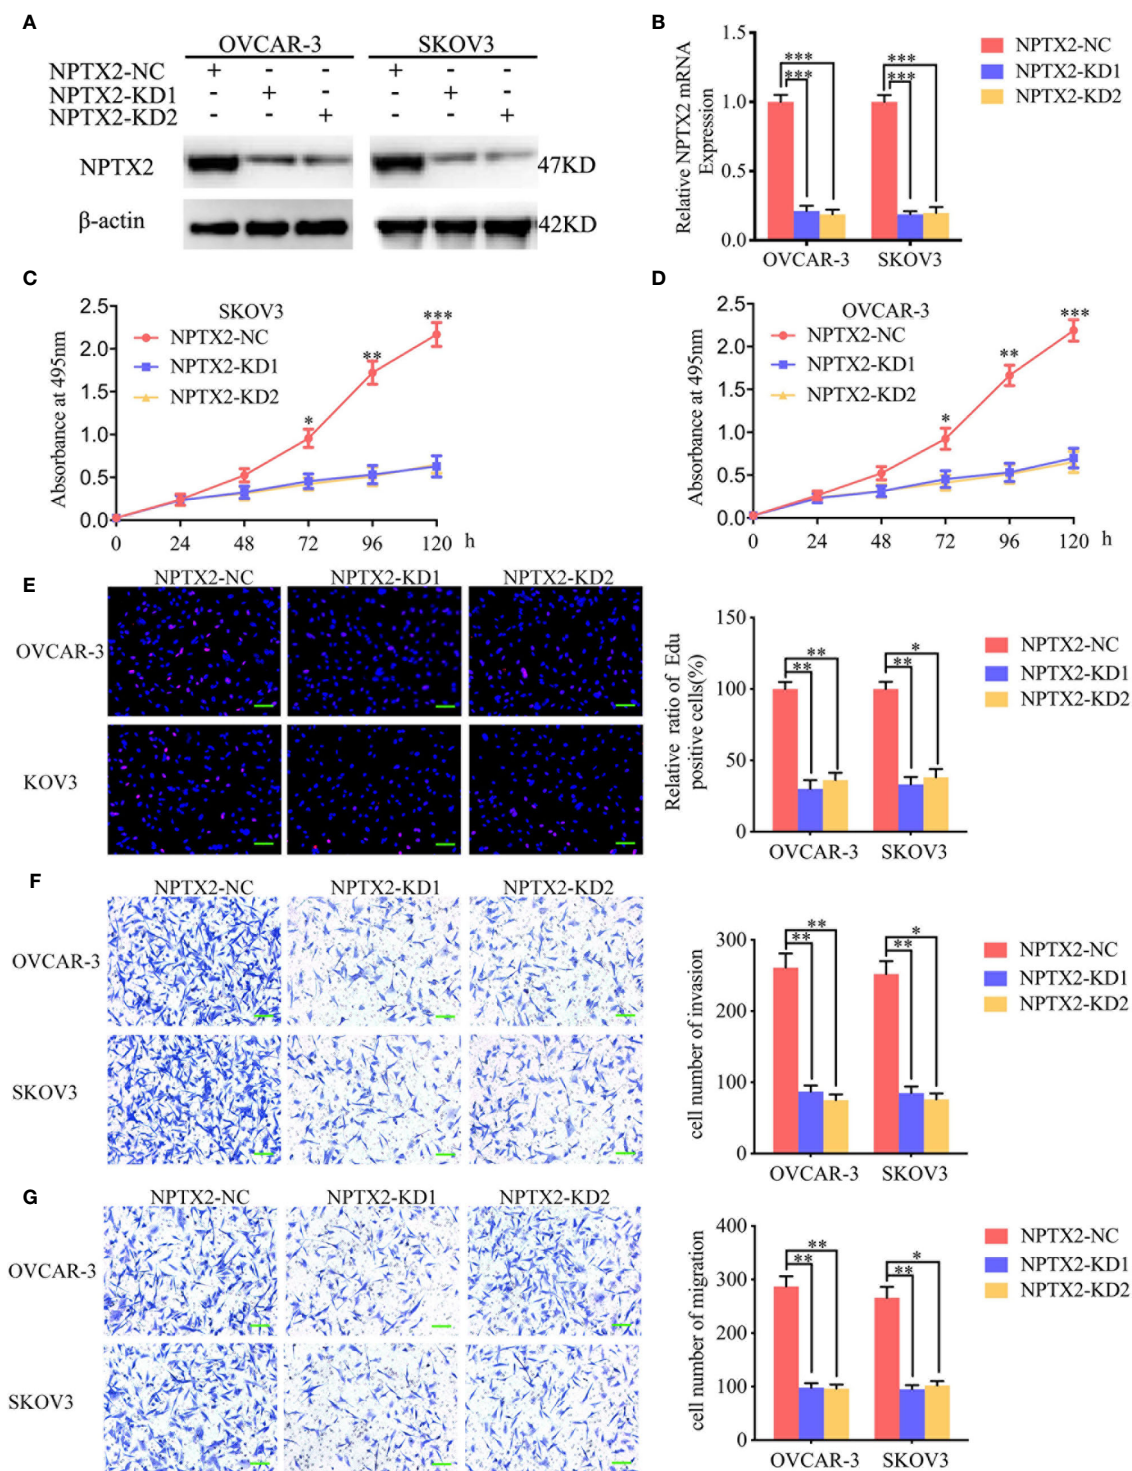 A
OVCAR-3 SKOV3
NPTX2-NC + - - + - -
NPTX2-KD1 - + - - + -
NPTX2-KD2 - - + - - +
NPTX2 47KD
β-actin 42KD
B
Relative NPTX2 mRNA
Expression
1.5
1.0
0.5
0.0
*** *** *** ***
OVCAR-3 SKOV3
NPTX2-NC
NPTX2-KD1
NPTX2-KD2
C
SKOV3
NPTX2-NC
NPTX2-KD1
NPTX2-KD2
Absorbance at 495nm
2.5
2.0
1.5
1.0
0.5
0.0
* ** ***
0 24 48 72 96 120 h
D
OVCAR-3
NPTX2-NC
NPTX2-KD1
NPTX2-KD2
Absorbance at 495nm
2.5
2.0
1.5
1.0
0.5
0.0
* ** ***
0 24 48 72 96 120 h
E
NPTX2-NC NPTX2-KD1 NPTX2-KD2
OVCAR-3
KOV3
Relative ratio of Edu
positive cells(%)
150
100
50
0
** ** ** *
OVCAR-3 SKOV3
NPTX2-NC
NPTX2-KD1
NPTX2-KD2
F
NPTX2-NC NPTX2-KD1 NPTX2-KD2
OVCAR-3
SKOV3
cell number of invasion
300
200
100
0
** ** ** *
OVCAR-3 SKOV3
NPTX2-NC
NPTX2-KD1
NPTX2-KD2
G
NPTX2-NC NPTX2-KD1 NPTX2-KD2
OVCAR-3
SKOV3
cell number of migration
400
300
200
100
0
** ** ** *
OVCAR-3 SKOV3
NPTX2-NC
NPTX2-KD1
NPTX2-KD2